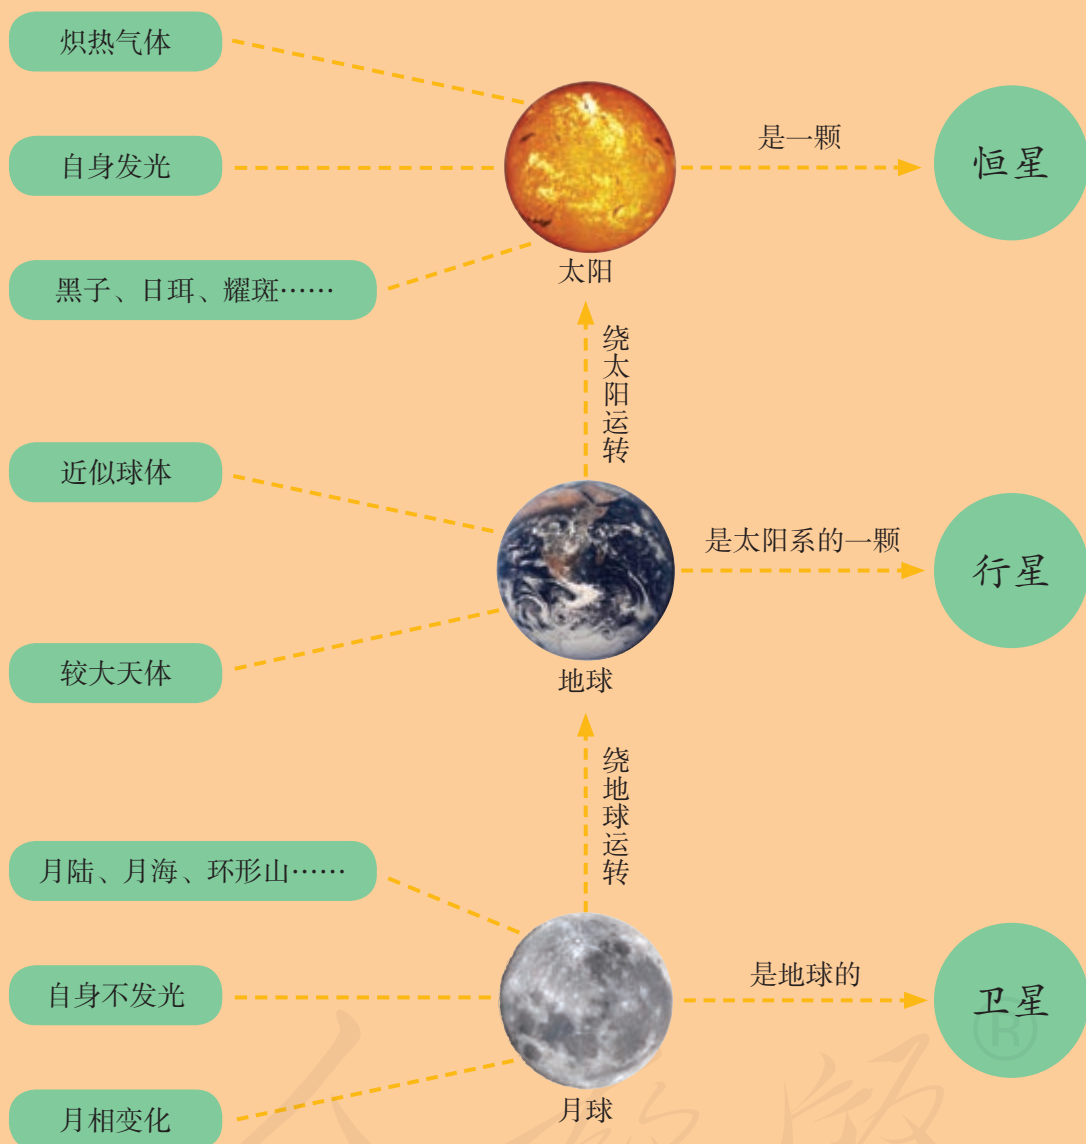 炽热气体
自身发光
是一颗
恒星
黑子、日珥、耀斑……
太阳
绕太阳运转
近似球体
是太阳系的一颗
行星
较大天体
地球
绕地球运转
月陆、月海、环形山……
自身不发光
是地球的
卫星
®
月相变化
月球